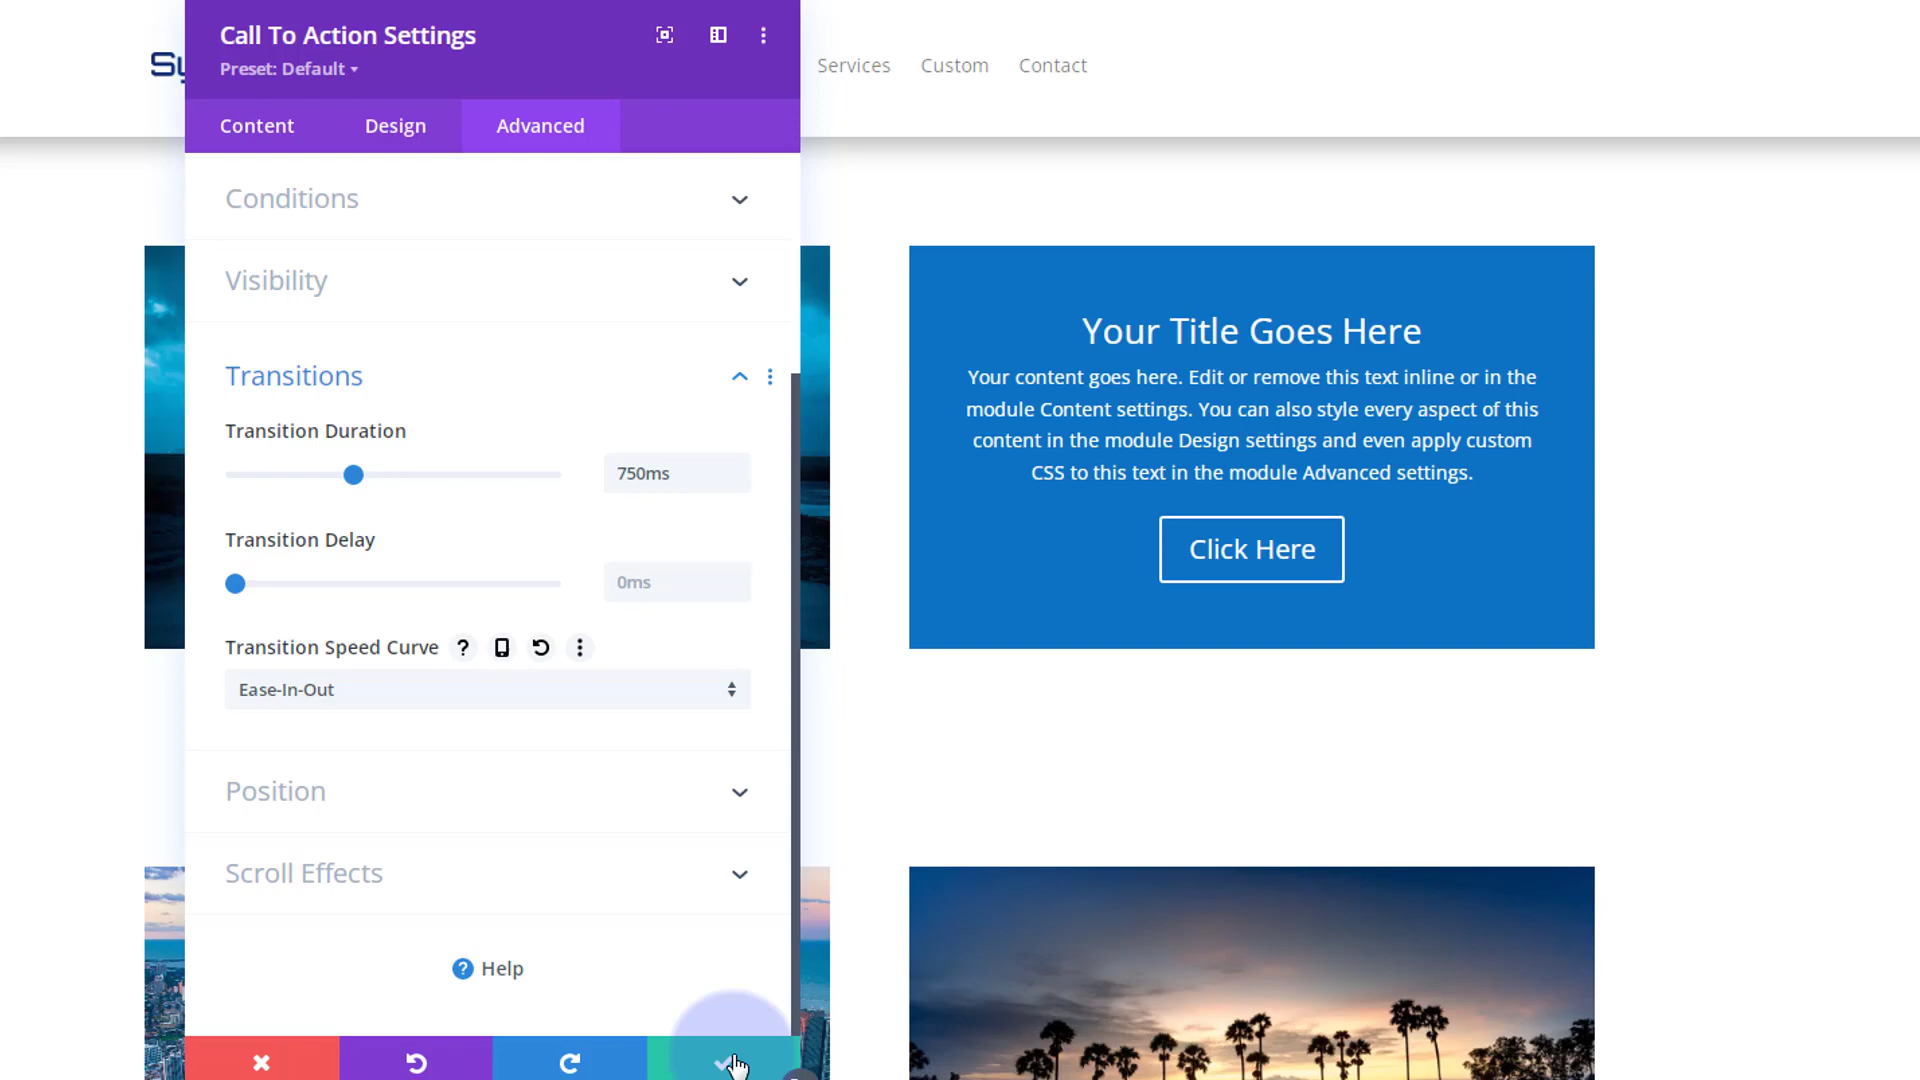 Call To Action Settings
Preset: Default
Content Design Advanced
Conditions
Visibility
Transitions
Transition Duration
750ms
Transition Delay
0ms
Transition Speed Curve
Ease-In-Out
Position
Scroll Effects
Help
Sy
Services Custom Contact
Your Title Goes Here
Your content goes here. Edit or remove this text inline or in the
module Content settings. You can also style every aspect of this
content in the module Design settings and even apply custom
CSS to this text in the module Advanced settings.
Click Here